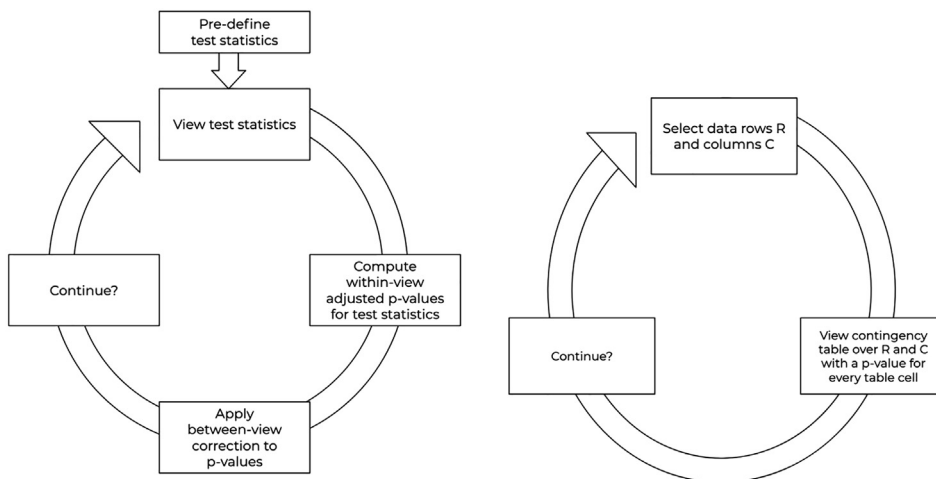 Pre-define
test statistics
View test statistics
Compute
within-view
adjusted p-values
for test statistics
Apply
between-view
correction to
p-values
Continue?
Select data rows R
and columns C
View contingency
table over R and C
with a p-value for
every table cell
Continue?